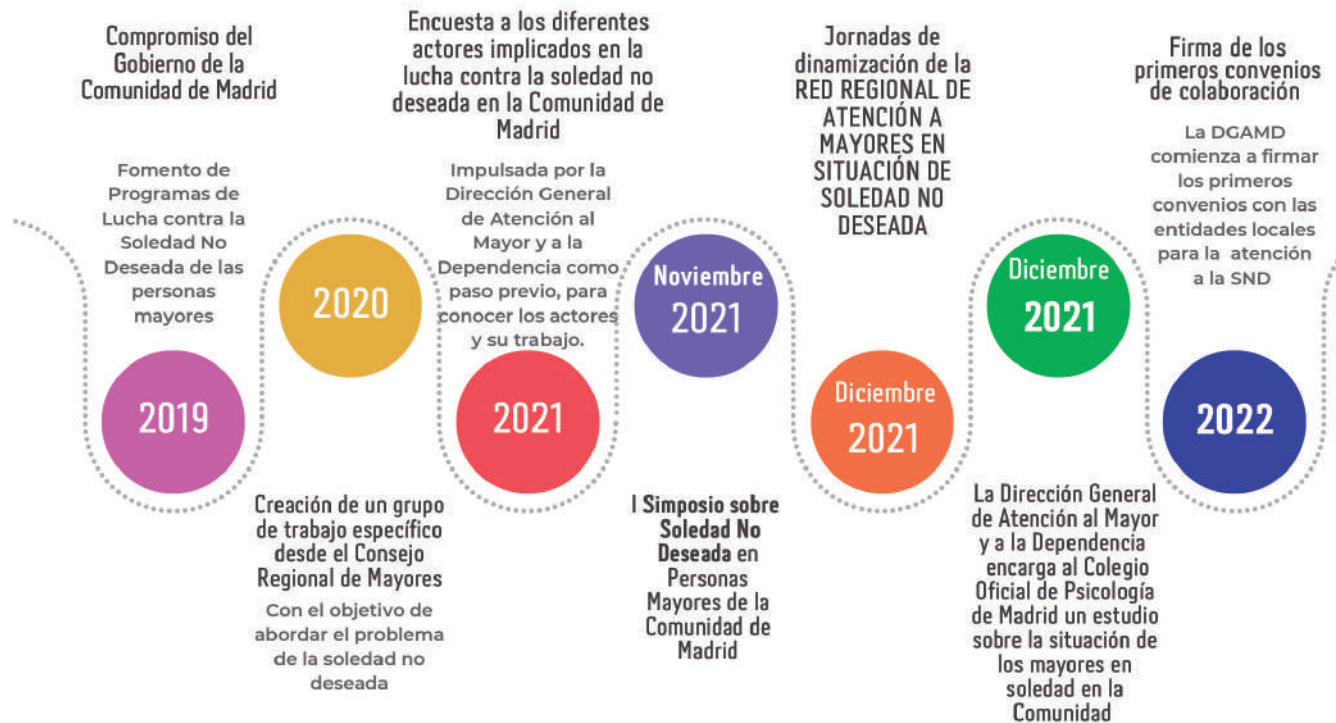 Compromiso del
Gobierno de la
Comunidad de Madrid
Fomento de
Programas de
Lucha contra la
Soledad No
Deseada de las
personas
mayores
2019
2020
Creación de un grupo
de trabajo específico
desde el Consejo
Regional de Mayores
Con el objetivo de
abordar el problema
de la soledad no
deseada
Encuesta a los diferentes
actores implicados en la
lucha contra la soledad no
deseada en la Comunidad de
Madrid
Impulsada por la
Dirección General
de Atención al
Mayor y a la
Dependencia como
paso previo, para
conocer los actores
y su trabajo.
2021
Noviembre
2021
I Simposio sobre
Soledad No
Deseada en
Personas
Mayores de la
Comunidad de
Madrid
Jornadas de
dinamización de la
RED REGIONAL DE
ATENCIÓN A
MAYORES EN
SITUACIÓN DE
SOLEDAD NO
DESEADA
Diciembre
2021
Diciembre
2021
La Dirección General
de Atención al Mayor
y a la Dependencia
encarga al Colegio
Oficial de Psicología
de Madrid un estudio
sobre la situación de
los mayores en
soledad en la
Comunidad
Firma de los
primeros convenios
de colaboración
La DGAMD
comienza a firmar
los primeros
convenios con las
entidades locales
para la atención
a la SND
2022